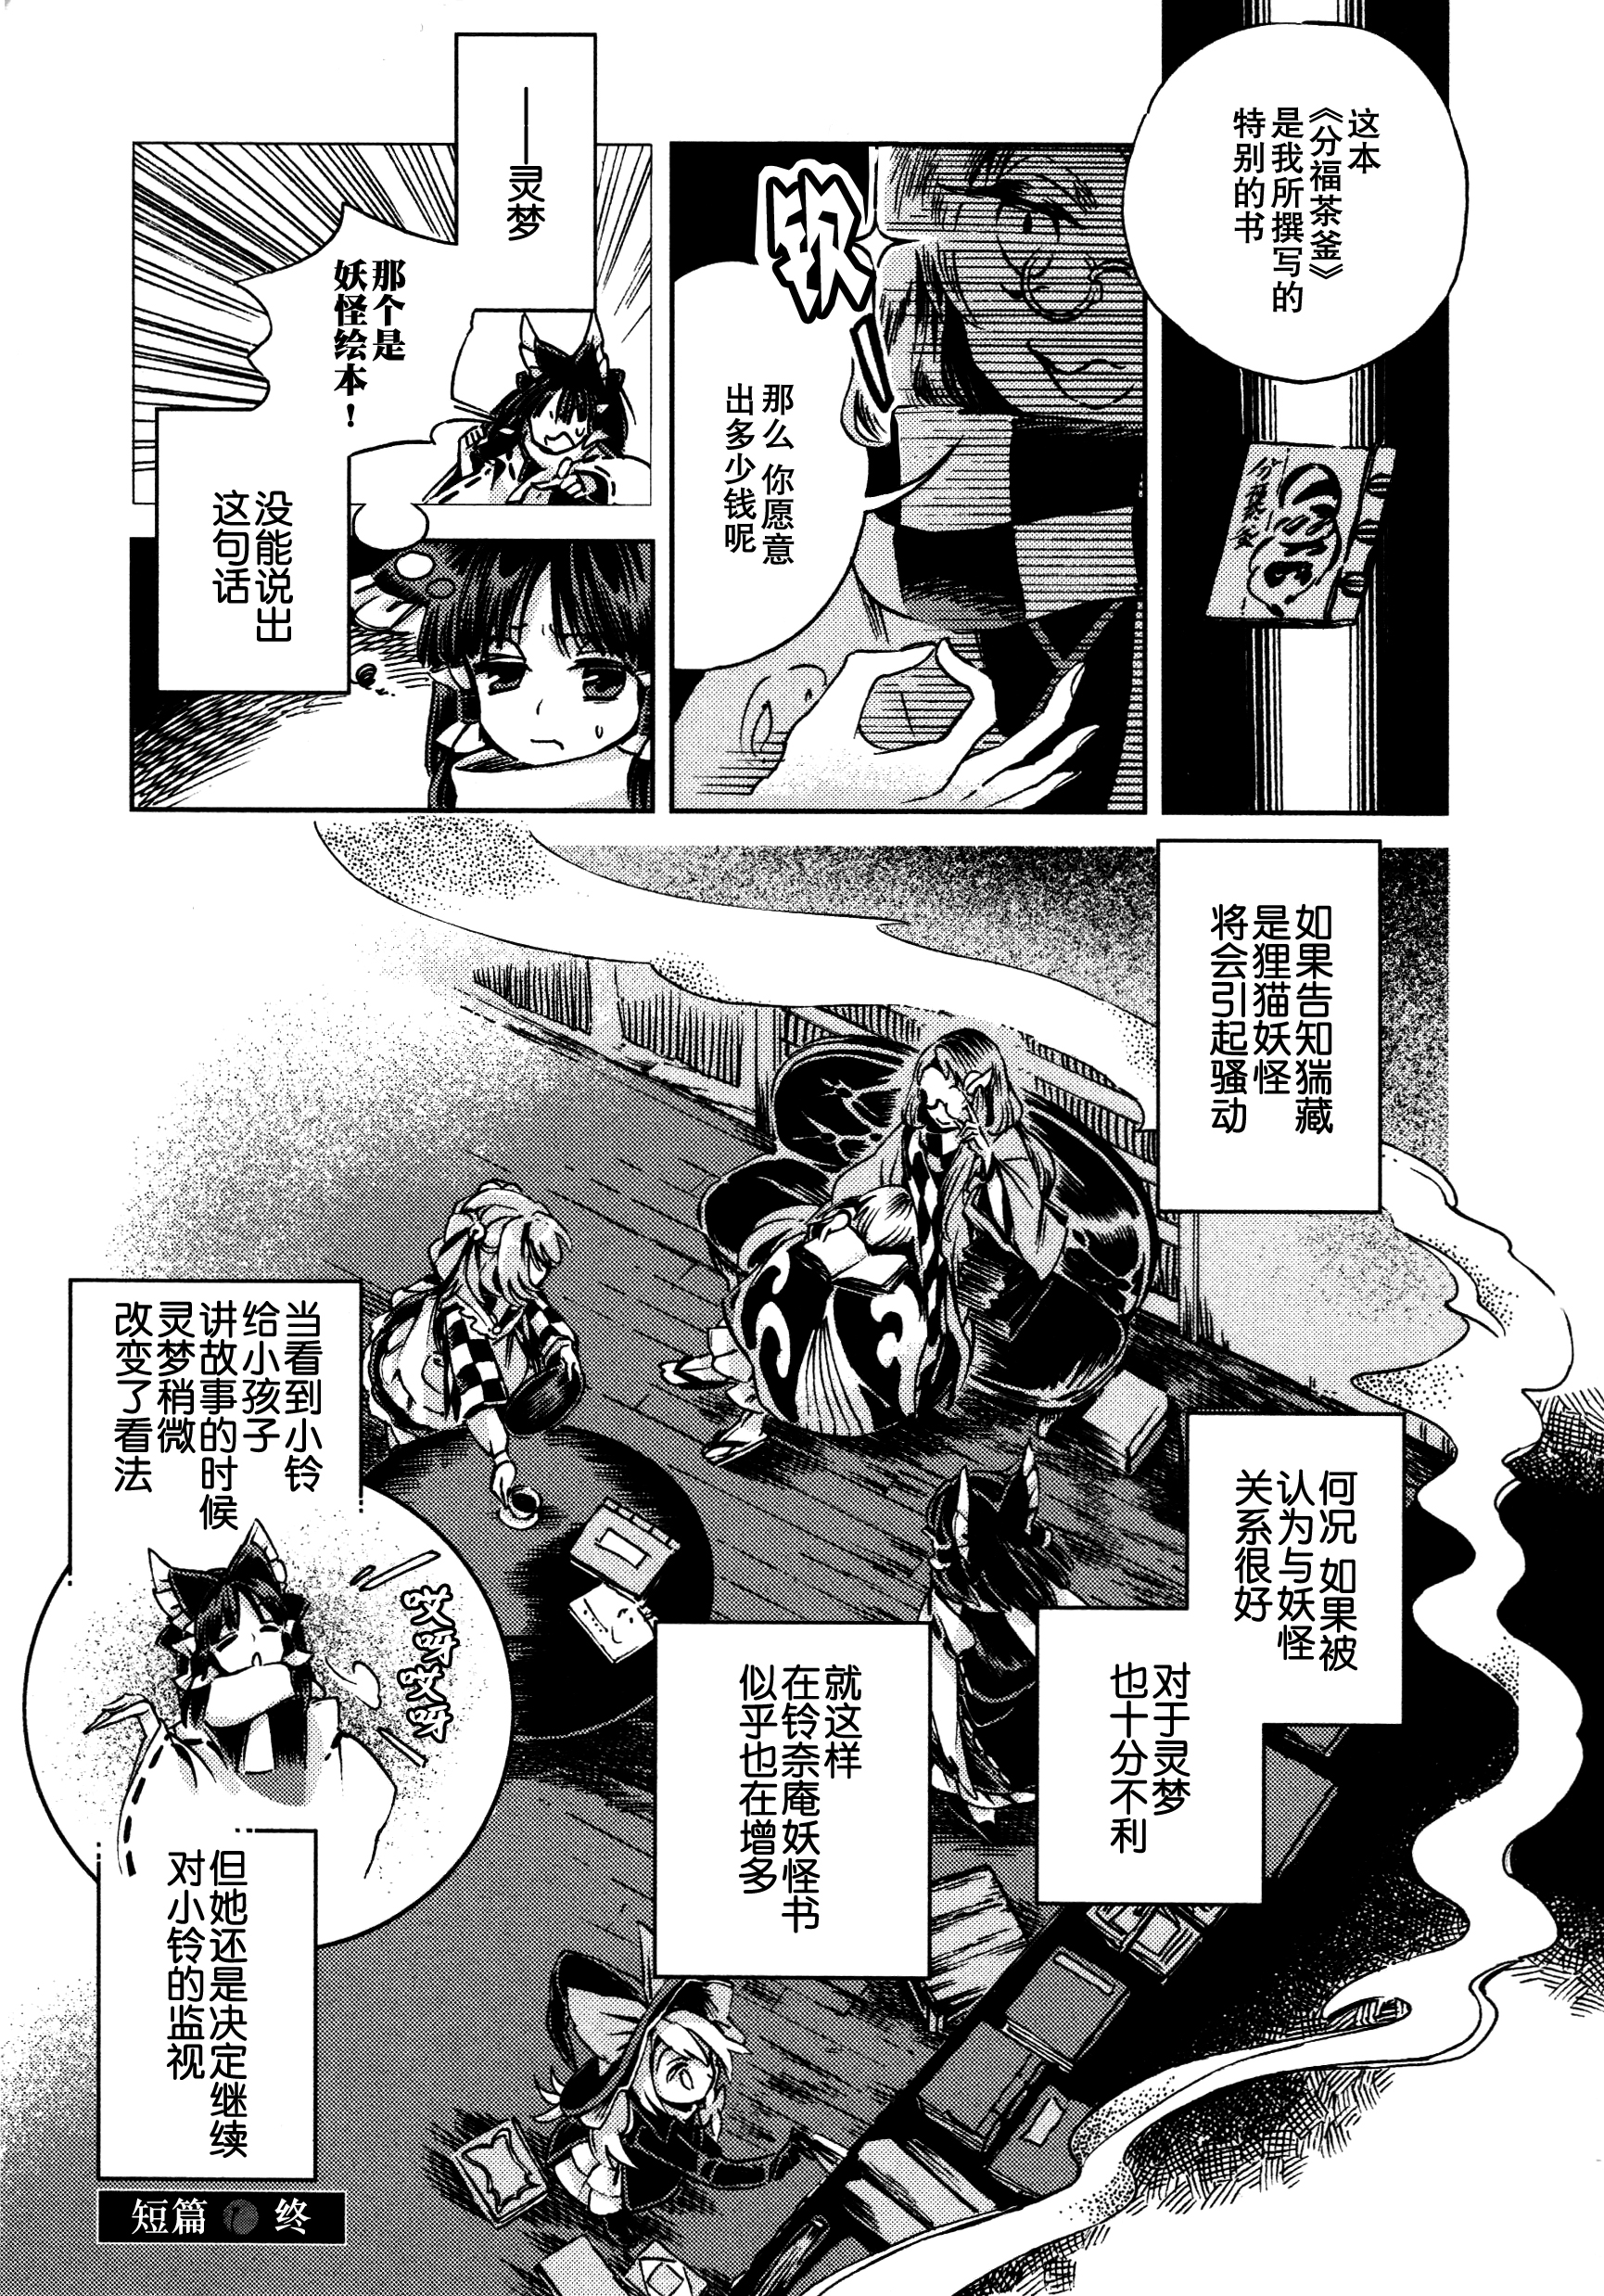 这本
《分福茶釜》
是我所撰写的
特别的书
分福茶釜
钦
那么 你愿意
出多少钱呢
——灵梦
那个是
妖怪绘本！
没能说出
这句话
如果告知猯藏
是狸猫妖怪
将会引起骚动
何况 如果被
认为与妖怪
关系很好
对于灵梦
也十分不利
就这样
在铃奈庵妖怪书
似乎也在增多
当看到小铃
给小孩子
讲故事的时候
灵梦稍微
改变了看法
哎呀哎呀
但她还是决定继续
对小铃的监视
短篇 终